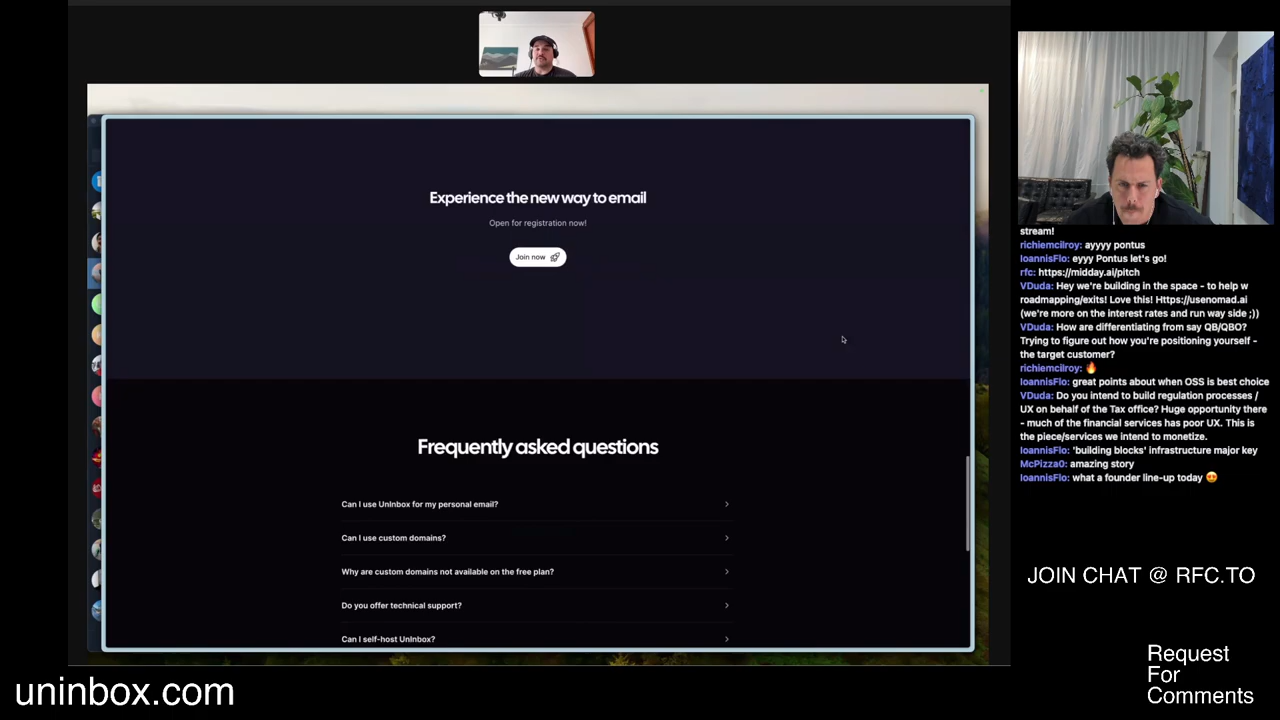 Experience the new way to email
Open for registration now!
Join now
Frequently asked questions
Can I use UnInbox for my personal email?
Can I use custom domains?
Why are custom domains not available on the free plan?
Do you offer technical support?
Can I self-host UnInbox?
stream!
richiemcilroy: ayyyy pontus
IoannisFlo: eyyy Pontus let's go!
rfc: https://midday.ai/pitch
VDuda: Hey we're building in the space - to help w
roadmapping/exits! Love this! Https://usenomad.ai
(we're more on the interest rates and run way side ;))
VDuda: How are differentiating from say QB/QBO?
Trying to figure out how you're positioning yourself -
the target customer?
richiemcilroy: 🔥
IoannisFlo: great points about when OSS is best choice
VDuda: Do you intend to build regulation processes /
UX on behalf of the Tax office? Huge opportunity there
- much of the financial services has poor UX. This is
the piece/services we intend to monetize.
IoannisFlo: 'building blocks' infrastructure major key
McPizza0: amazing story
IoannisFlo: what a founder line-up today 😍
JOIN CHAT @ RFC.TO
Request
For
Comments
uninbox.com